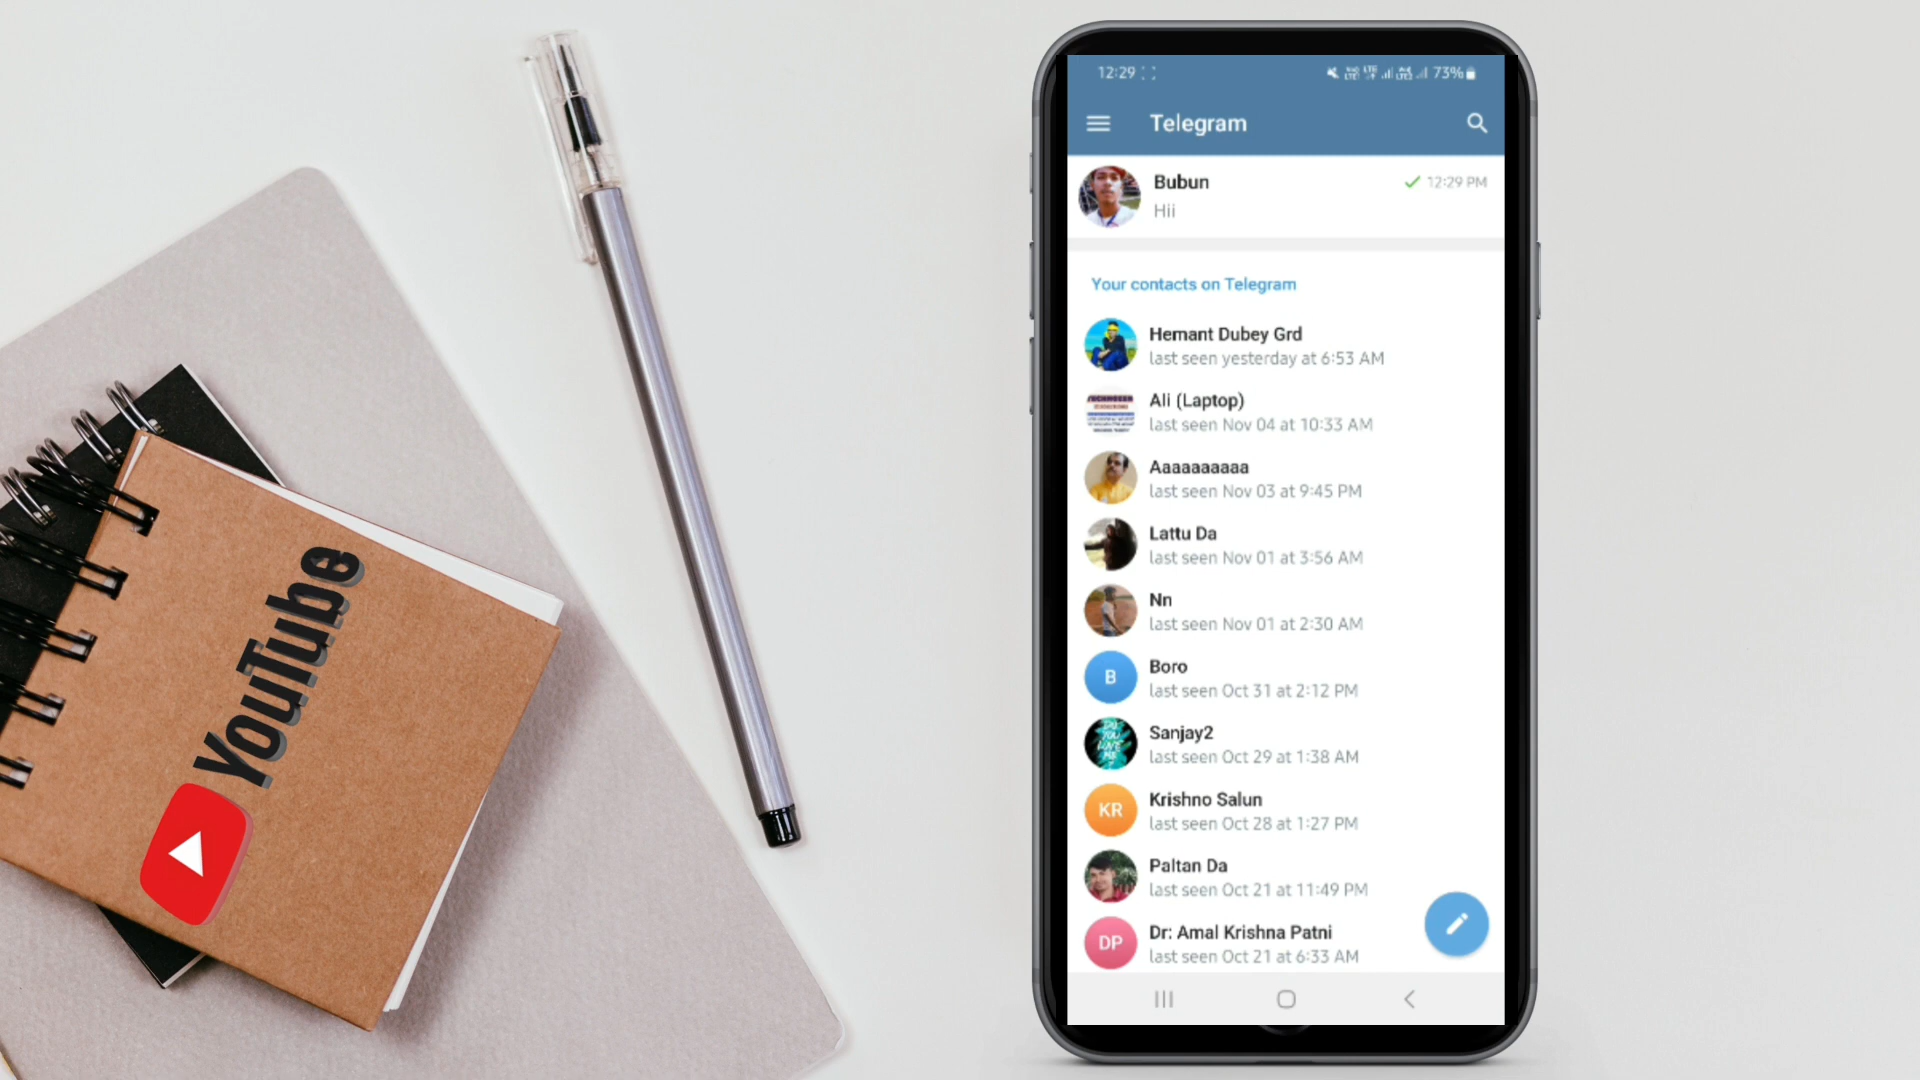 YouTube
12:29
73%
Telegram
Bubun
12:29 PM
Hii
Your contacts on Telegram
Hemant Dubey Grd
last seen yesterday at 6:53 AM
Ali (Laptop)
last seen Nov 04 at 10:33 AM
Aaaaaaaaaa
last seen Nov 03 at 9:45 PM
Lattu Da
last seen Nov 01 at 3:56 AM
Nn
last seen Nov 01 at 2:30 AM
B
Boro
last seen Oct 31 at 2:12 PM
DO
YOU
LOVE
ME
?
Sanjay2
last seen Oct 29 at 1:38 AM
KR
Krishno Salun
last seen Oct 28 at 1:27 PM
Paltan Da
last seen Oct 21 at 11:49 PM
DP
Dr: Amal Krishna Patni
last seen Oct 21 at 6:33 AM